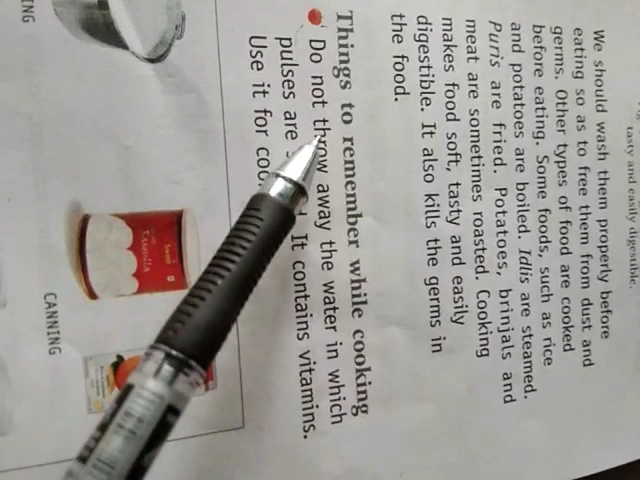 tasty and easily digestible.
We should wash them properly before
eating so as to free them from dust and
germs. Other types of food are cooked
before eating. Some foods, such as rice
and potatoes are boiled. Idlis are steamed.
Puris are fried. Potatoes, brinjals and
meat are sometimes roasted. Cooking
makes food soft, tasty and easily
digestible. It also kills the germs in
the food.
Things to remember while cooking
Do not throw away the water in which
pulses are It contains vitamins.
Use it for
CANNING